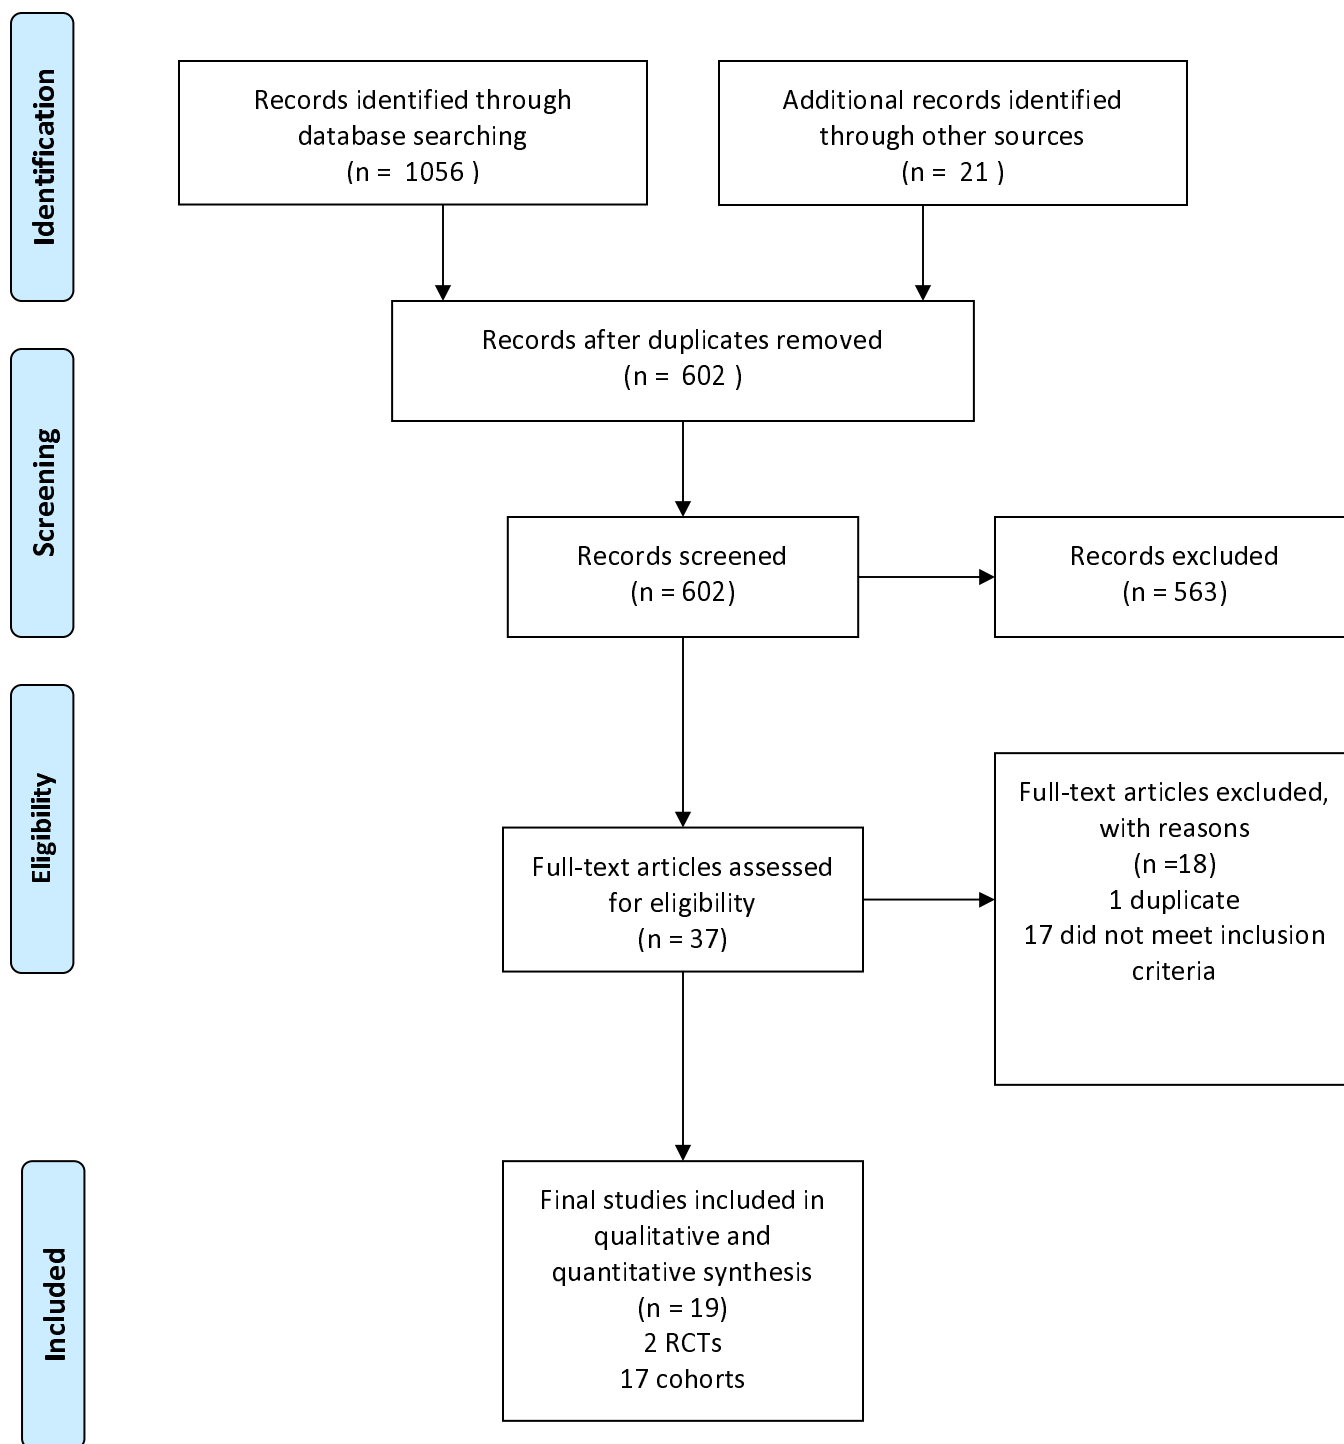 Identification
Records identified through
database searching
(n = 1056 )
Additional records identified
through other sources
(n = 21 )
Records after duplicates removed
(n = 602 )
Screening
Records screened
(n = 602)
Records excluded
(n = 563)
Eligibility
Full-text articles assessed
for eligibility
(n = 37)
Full-text articles excluded,
with reasons
(n =18)
1 duplicate
17 did not meet inclusion
criteria
Included
Final studies included in
qualitative and
quantitative synthesis
(n = 19)
2 RCTs
17 cohorts